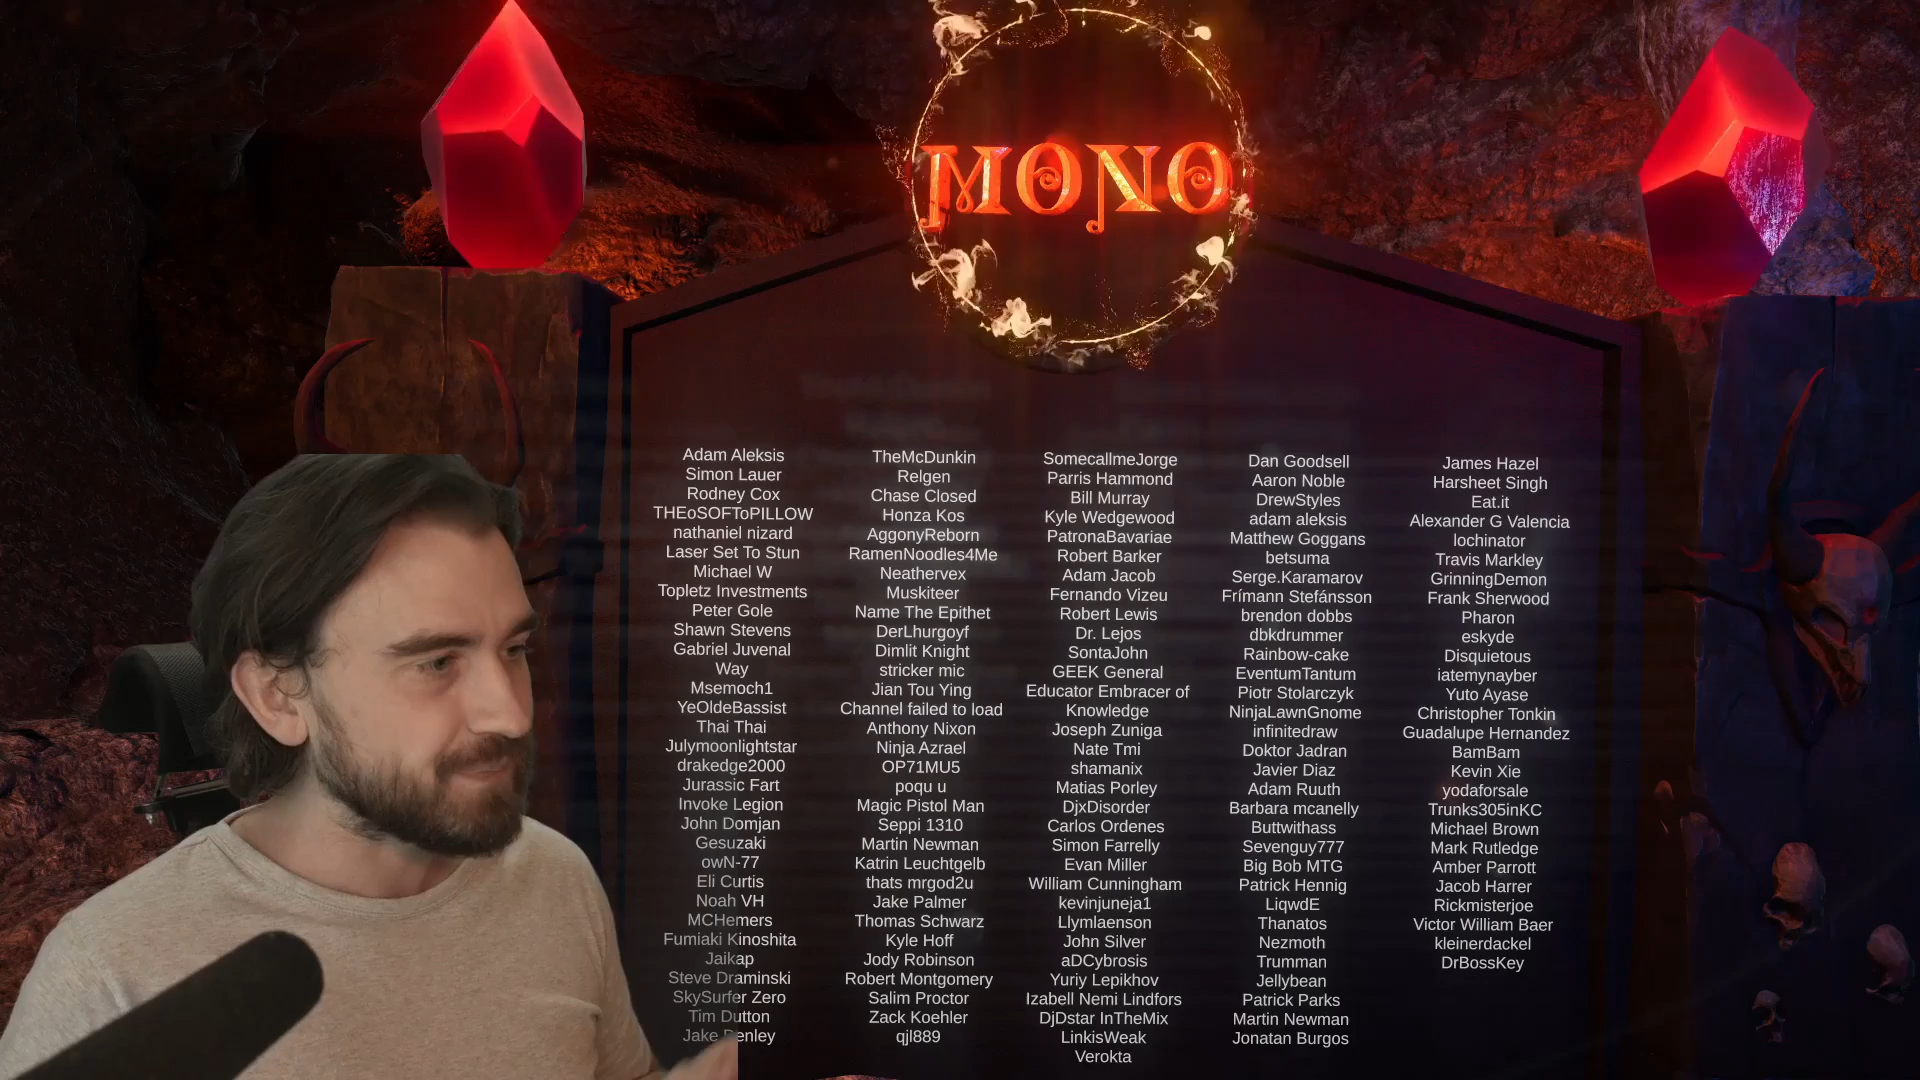 MONO
Adam Aleksis
Simon Lauer
Rodney Cox
THEoSOFToPILLOW
nathaniel nizard
Laser Set To Stun
Michael W
Topletz Investments
Peter Gole
Shawn Stevens
Gabriel Juvenal
Way
Msemoch1
YeOldeBassist
Thai Thai
Julymoonlightstar
drakedge2000
Jurassic Fart
Invoke Legion
John Domjan
Gesuzaki
owN-77
Eli Curtis
Noah VH
MCHemers
Fumiaki Kinoshita
Jaikap
Steve Draminski
SkySurfer Zero
Tim Dutton
Jake Denley
TheMcDunkin
Relgen
Chase Closed
Honza Kos
AggonyReborn
RamenNoodles4Me
Neathervex
Muskiteer
Name The Epithet
DerLhurgoyf
Dimlit Knight
stricker mic
Jian Tou Ying
Channel failed to load
Anthony Nixon
Ninja Azrael
OP71MU5
poqu u
Magic Pistol Man
Seppi 1310
Martin Newman
Katrin Leuchtgelb
thats mrgod2u
Jake Palmer
Thomas Schwarz
Kyle Hoff
Jody Robinson
Robert Montgomery
Salim Proctor
Zack Koehler
qjl889
SomecallmeJorge
Parris Hammond
Bill Murray
Kyle Wedgewood
PatronaBavariae
Robert Barker
Adam Jacob
Fernando Vizeu
Robert Lewis
Dr. Lejos
SontaJohn
GEEK General
Educator Embracer of
Knowledge
Joseph Zuniga
Nate Tmi
shamanix
Matias Porley
DjxDisorder
Carlos Ordenes
Simon Farrelly
Evan Miller
William Cunningham
kevinjuneja1
Llymlaenson
John Silver
aDCybrosis
Yuriy Lepikhov
Izabell Nemi Lindfors
DjDstar InTheMix
LinkisWeak
Verokta
Dan Goodsell
Aaron Noble
DrewStyles
adam aleksis
Matthew Goggans
betsuma
Serge.Karamarov
Frímann Stefánsson
brendon dobbs
dbkdrummer
Rainbow-cake
EventumTantum
Piotr Stolarczyk
NinjaLawnGnome
infinitedraw
Doktor Jadran
Javier Diaz
Adam Ruuth
Barbara mcanelly
Buttwithass
Sevenguy777
Big Bob MTG
Patrick Hennig
LiqwdE
Thanatos
Nezmoth
Trumman
Jellybean
Patrick Parks
Martin Newman
Jonatan Burgos
James Hazel
Harsheet Singh
Eat.it
Alexander G Valencia
lochinator
Travis Markley
GrinningDemon
Frank Sherwood
Pharon
eskyde
Disquietous
iatemynayber
Yuto Ayase
Christopher Tonkin
Guadalupe Hernandez
BamBam
Kevin Xie
yodaforsale
Trunks305inKC
Michael Brown
Mark Rutledge
Amber Parrott
Jacob Harrer
Rickmisterjoe
Victor William Baer
kleinerdackel
DrBossKey